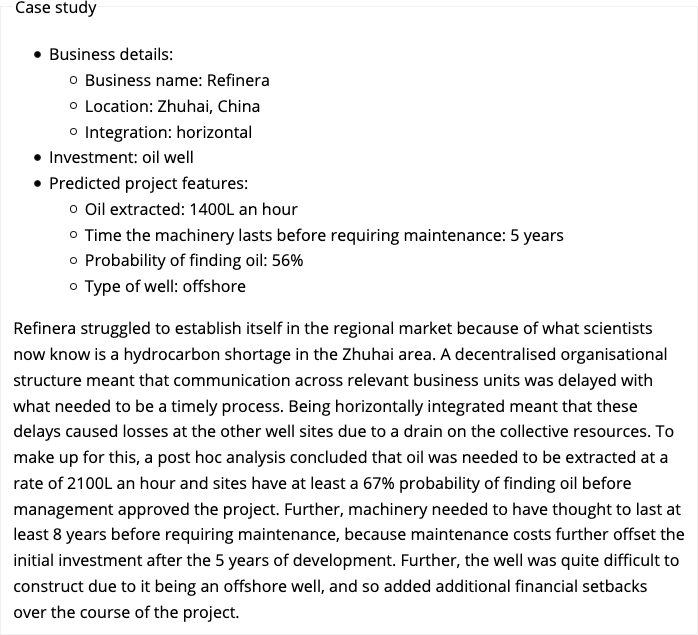 Case study
• Business details:
○ Business name: Refinera
○ Location: Zhuhai, China
○ Integration: horizontal
• Investment: oil well
• Predicted project features:
○ Oil extracted: 1400L an hour
○ Time the machinery lasts before requiring maintenance: 5 years
○ Probability of finding oil: 56%
○ Type of well: offshore
Refinera struggled to establish itself in the regional market because of what scientists
now know is a hydrocarbon shortage in the Zhuhai area. A decentralised organisational
structure meant that communication across relevant business units was delayed with
what needed to be a timely process. Being horizontally integrated meant that these
delays caused losses at the other well sites due to a drain on the collective resources. To
make up for this, a post hoc analysis concluded that oil was needed to be extracted at a
rate of 2100L an hour and sites have at least a 67% probability of finding oil before
management approved the project. Further, machinery needed to have thought to last at
least 8 years before requiring maintenance, because maintenance costs further offset the
initial investment after the 5 years of development. Further, the well was quite difficult to
construct due to it being an offshore well, and so added additional financial setbacks
over the course of the project.